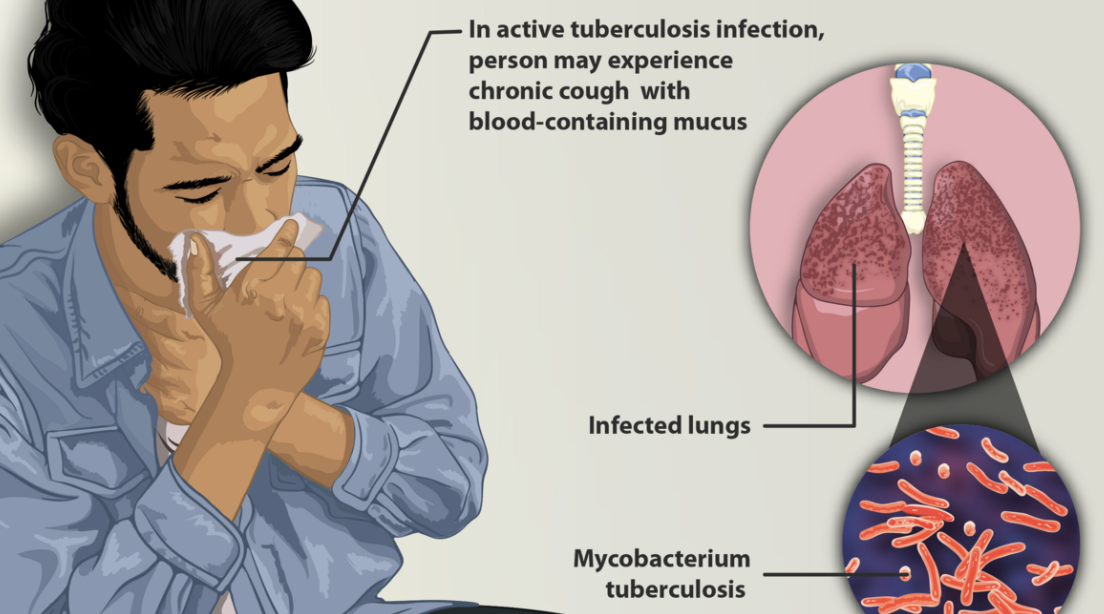 In active tuberculosis infection,
person may experience
chronic cough with
blood-containing mucus
Infected lungs
Mycobacterium
tuberculosis